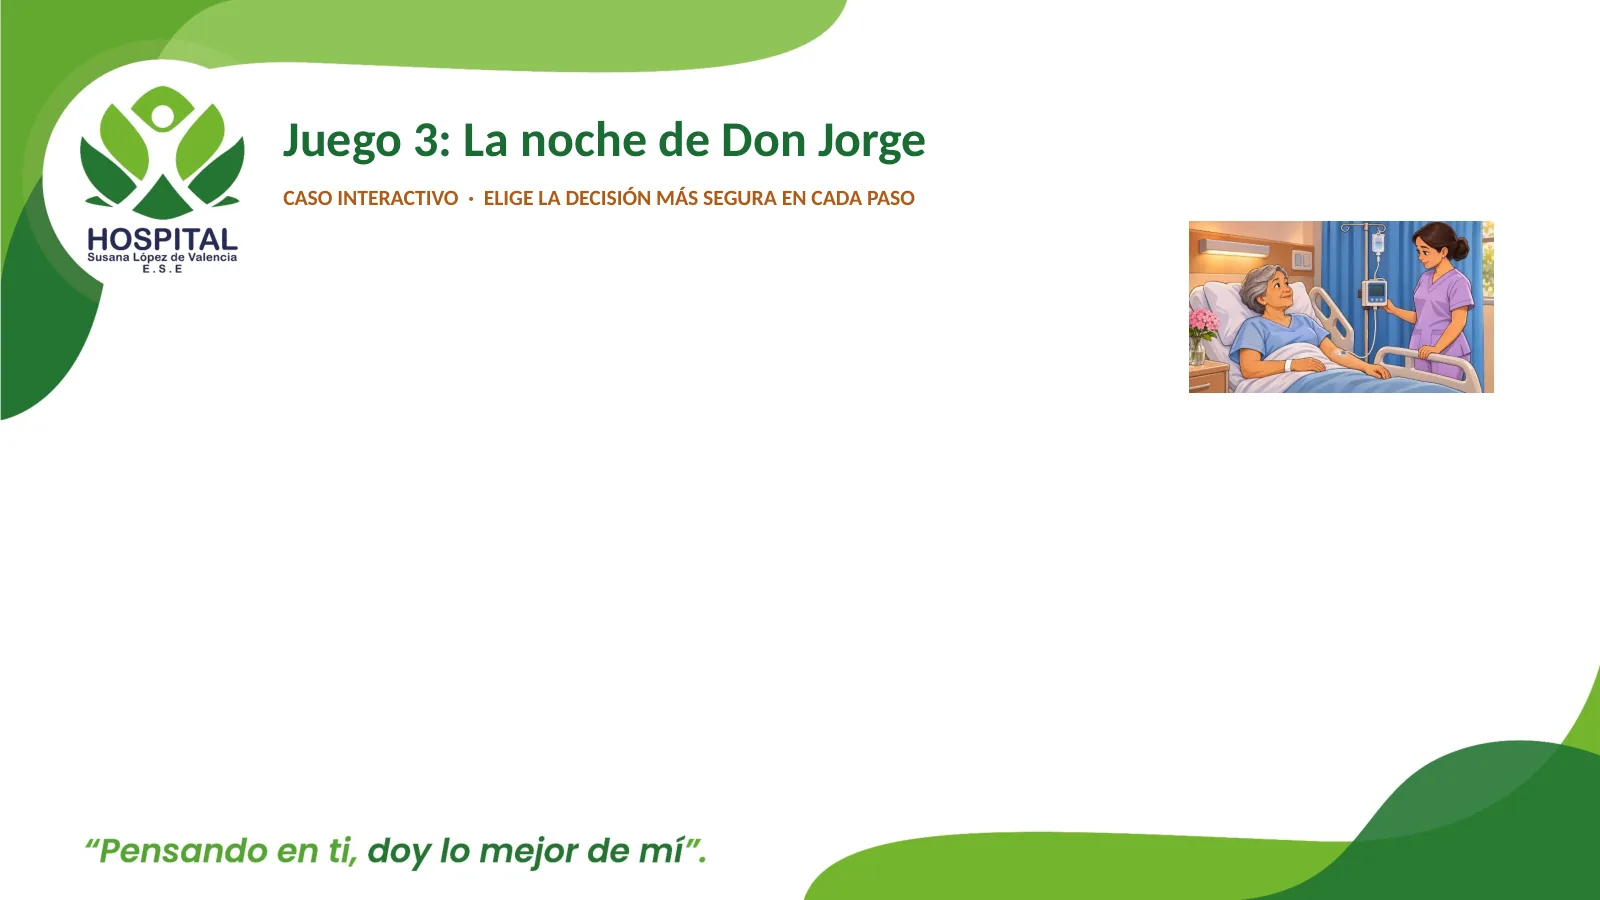 Juego 3: La noche de Don Jorge
CASO INTERACTIVO · ELIGE LA DECISIÓN MÁS SEGURA EN CADA PASO
HOSPITAL
Susana López de Valencia
E.S.E
“Pensando en ti, doy lo mejor de mí”.